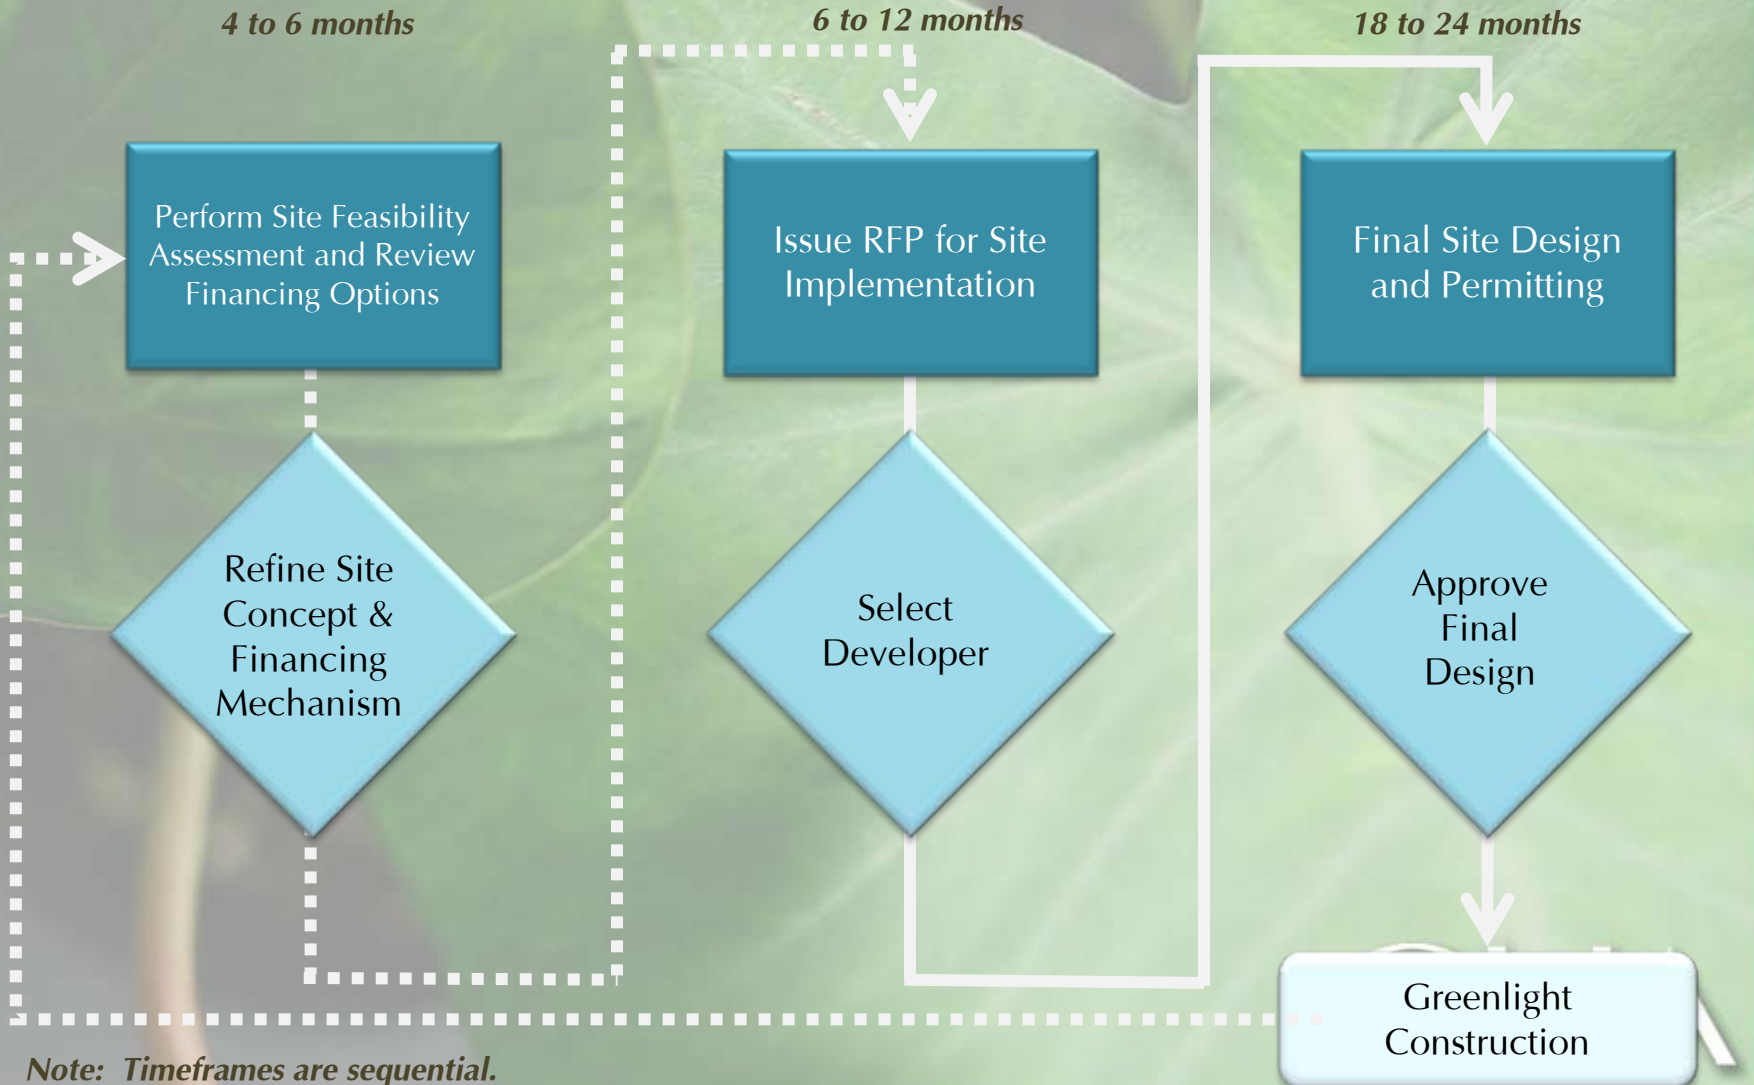 4 to 6 months
6 to 12 months
18 to 24 months
Perform Site Feasibility
Assessment and Review
Financing Options
Issue RFP for Site
Implementation
Final Site Design
and Permitting
Refine Site
Concept &
Financing
Mechanism
Select
Developer
Approve
Final
Design
Greenlight
Construction
Note: Timeframes are sequential.